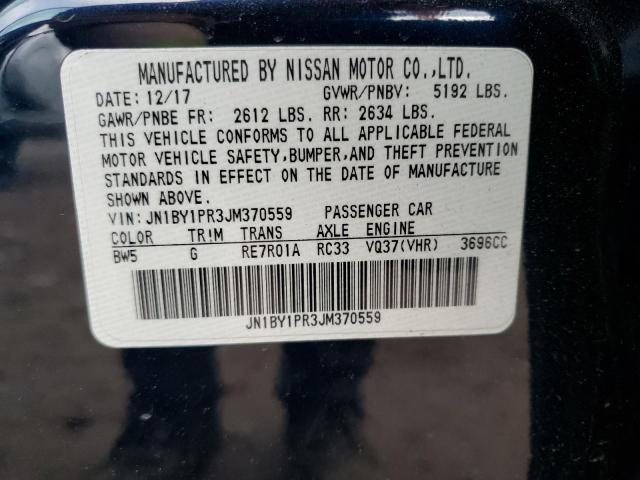 MANUFACTURED BY NISSAN MOTOR CO.,LTD.
DATE: 12/17 GVWR/PNBV: 5192 LBS.
GAWR/PNBE FR: 2612 LBS. RR: 2634 LBS.
THIS VEHICLE CONFORMS TO ALL APPLICABLE FEDERAL
MOTOR VEHICLE SAFETY,BUMPER,AND THEFT PREVENTION
STANDARDS IN EFFECT ON THE DATE OF MANUFACTURE
SHOWN ABOVE.
VIN:JN1BY1PR3JM370559 PASSENGER CAR
COLOR TRIM TRANS AXLE ENGINE
BW5 G RE7R01A RC33 VQ37(VHR) 3696CC
JN1BY1PR3JM370559